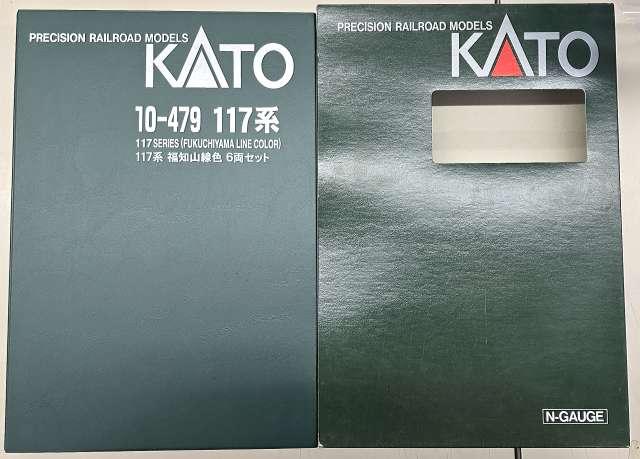 PRECISION RAILROAD MODELS
KATO
10-479 117系
117 SERIES (FUKUCHIYAMA LINE COLOR)
117系 福知山線色 6両セット
PRECISION RAILROAD MODELS
KATO
N-GAUGE